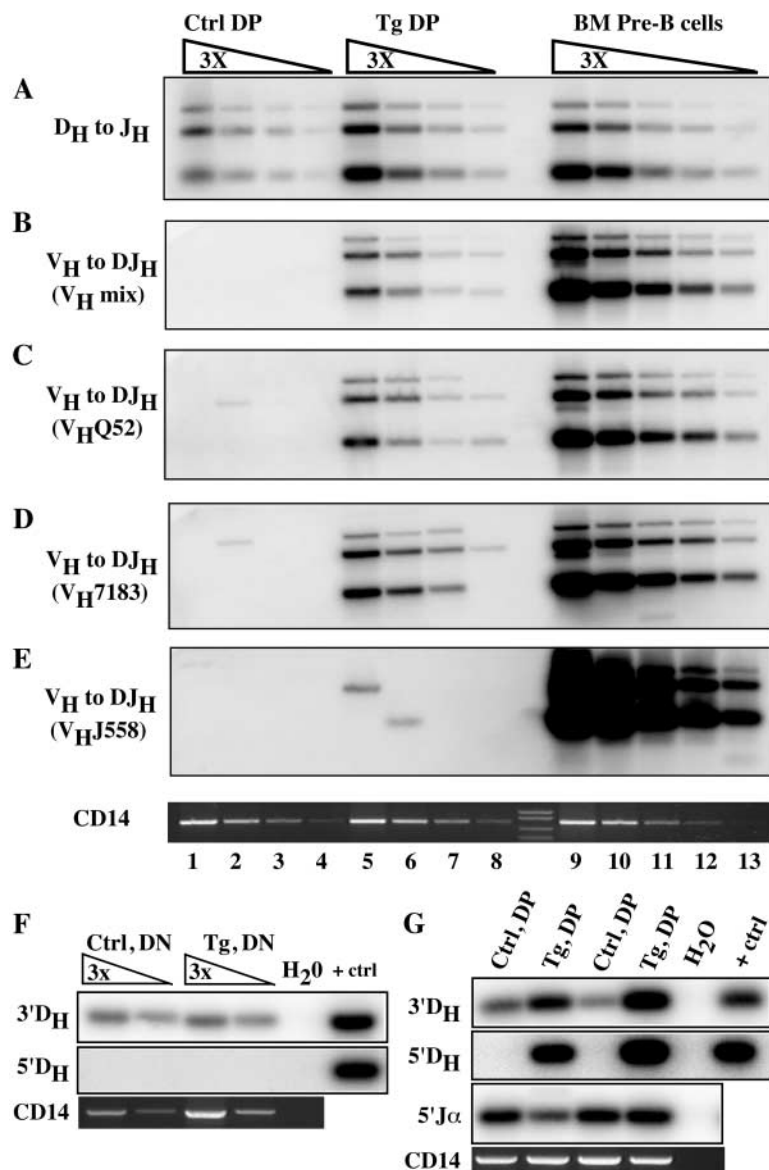 Ctrl DP Tg DP BM Pre-B cells
3X 3X 3X
A
DH to JH
B
VH to DJH
(VH mix)
C
VH to DJH
(VHQ52)
D
VH to DJH
(VH7183)
E
VH to DJH
(VHJ558)
CD14
1 2 3 4 5 6 7 8 9 10 11 12 13
F
Ctrl, DN Tg, DN
3x 3x H20 + ctrl
3'DH
5'DH
CD14
G
Ctrl, DP Tg, DP Ctrl, DP Tg, DP H2O + ctrl
3'DH
5'DH
5'Jα
CD14